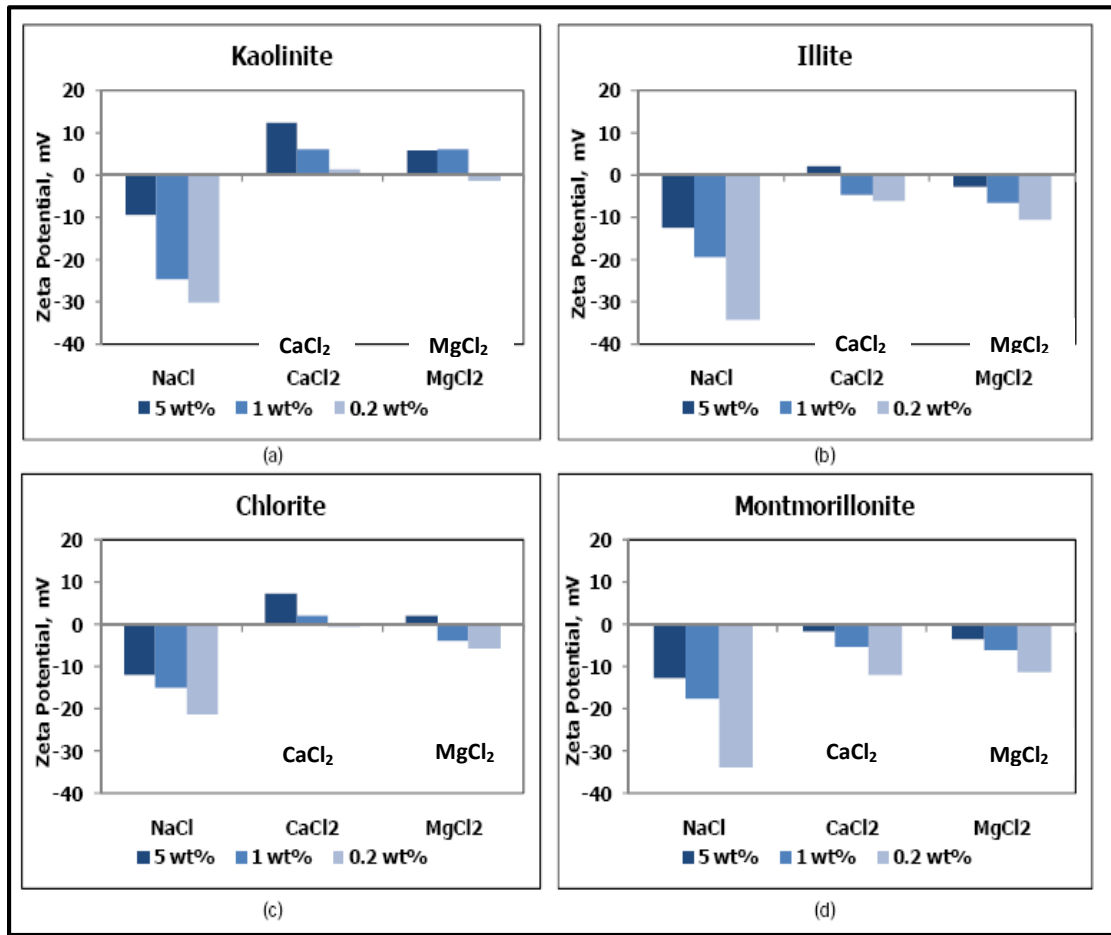 Kaolinite
20
10
0
-10
-20
-30
-40
Zeta Potential, mV
CaCl₂ MgCl₂
NaCl CaCl2 MgCl2
5 wt% 1 wt% 0.2 wt%
(a)
Illite
20
10
0
-10
-20
-30
-40
Zeta Potential, mV
CaCl₂ MgCl₂
NaCl CaCl2 MgCl2
5 wt% 1 wt% 0.2 wt%
(b)
Chlorite
20
10
0
-10
-20
-30
-40
Zeta Potential, mV
CaCl₂ MgCl₂
NaCl CaCl2 MgCl2
5 wt% 1 wt% 0.2 wt%
(c)
Montmorillonite
20
10
0
-10
-20
-30
-40
Zeta Potential, mV
CaCl₂ MgCl₂
NaCl CaCl2 MgCl2
5 wt% 1 wt% 0.2 wt%
(d)